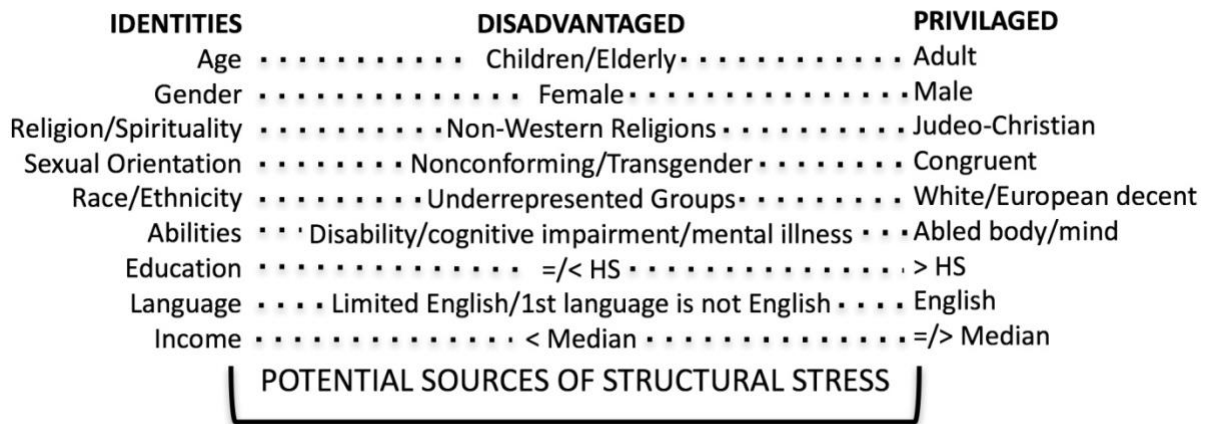 IDENTITIES DISADVANTAGED PRIVILAGED
Age Children/Elderly Adult
Gender Female Male
Religion/Spirituality Non-Western Religions Judeo-Christian
Sexual Orientation Nonconforming/Transgender Congruent
Race/Ethnicity Underrepresented Groups White/European decent
Abilities Disability/cognitive impairment/mental illness Abled body/mind
Education =/< HS > HS
Language Limited English/1st language is not English English
Income < Median =/> Median
POTENTIAL SOURCES OF STRUCTURAL STRESS